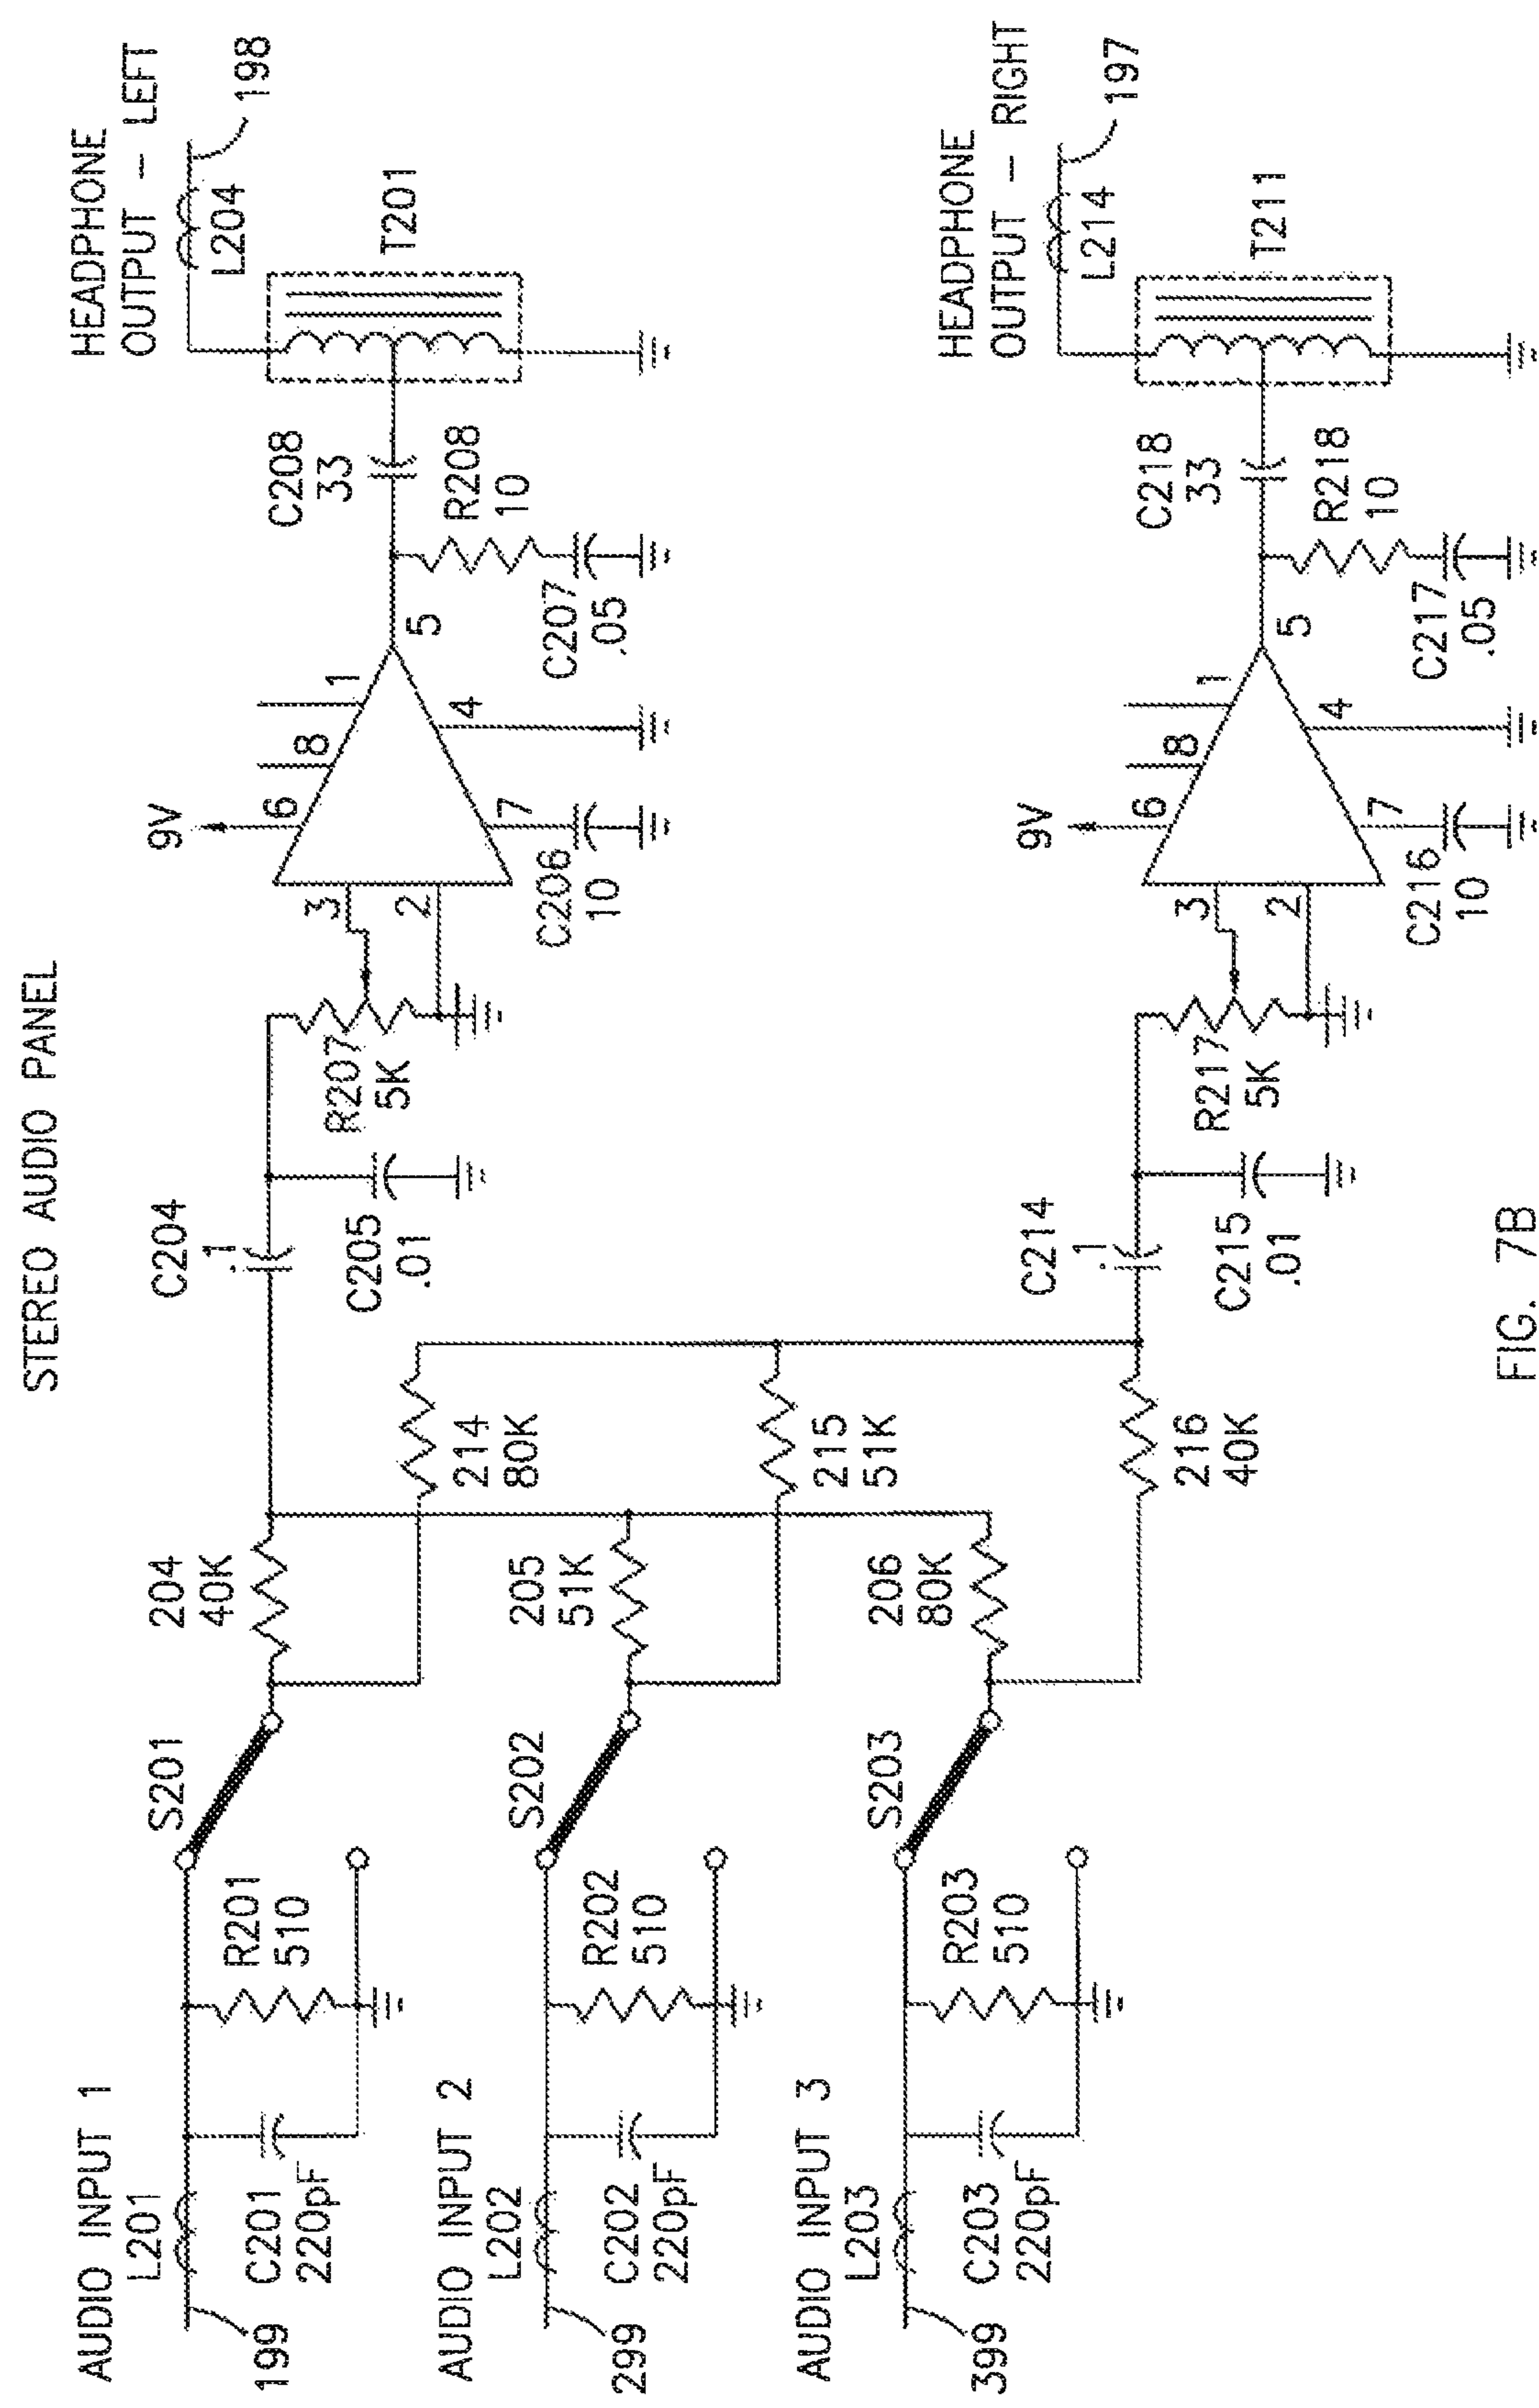 STEREO AUDIO PANEL
AUDIO INPUT 1
L201
199
C201
220pF
R201
510
S201
204
40K
214
80K
C204
.1
C205
.01
R207
5K
3
2
9V
6
8
1
7
4
5
C206
10
C207
.05
R208
10
C208
33
T201
HEADPHONE
OUTPUT - LEFT
L204
198
AUDIO INPUT 2
L202
299
C202
220pF
R202
510
S202
205
51K
215
51K
AUDIO INPUT 3
L203
399
C203
220pF
R203
510
S203
206
80K
216
40K
C214
.1
C215
.01
R217
5K
3
2
9V
6
8
1
7
4
5
C216
10
C217
.05
R218
10
C218
33
T211
HEADPHONE
OUTPUT - RIGHT
L214
197
FIG. 7B